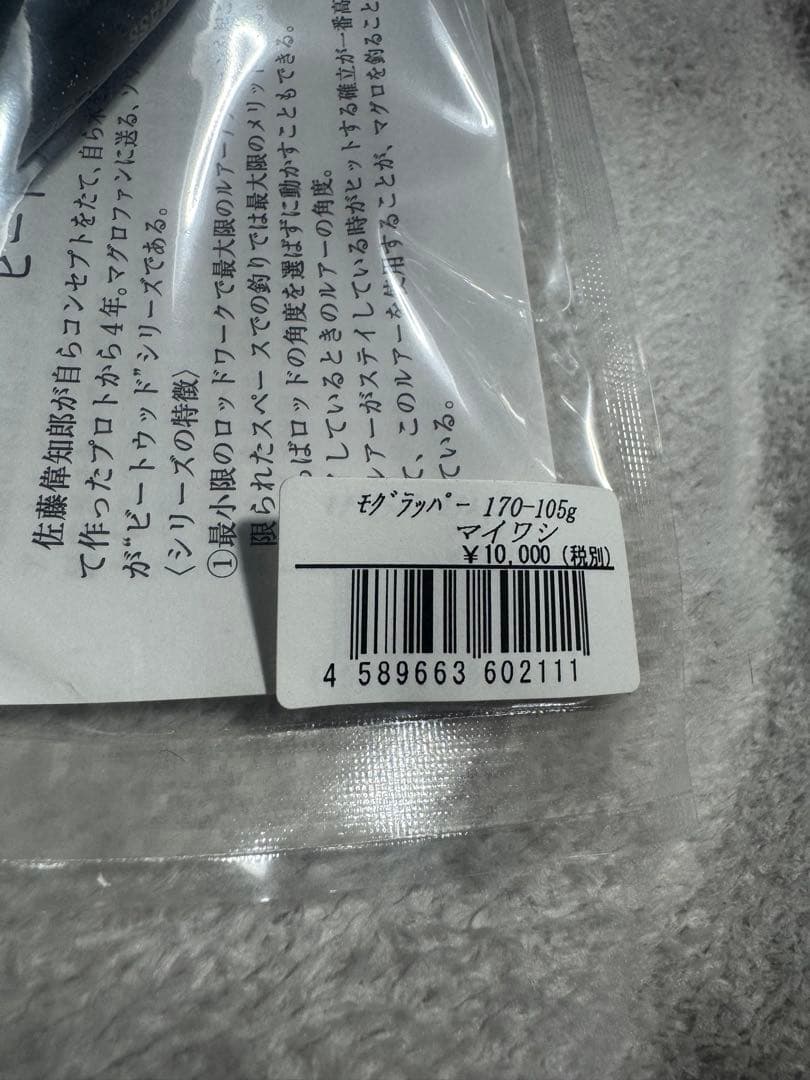 佐藤偉知郎が自らコンセプトをたて、自ら
て作ったプロトから4年。マグロファンに送る、
が“ビートウッド”シリーズである。
〈シリーズの特徴〉
①最小限のロッドワークで最大限のルアー
限られたスペースでの釣りでは最大限のメリット
ばロッドの角度を選ばずに動かすこともできる。
しているときのルアーの角度。
ルアーがステイしている時がヒットする確立が一番高
て、このルアーを使用することが、マグロを釣ること
ている。
ﾓｸﾞﾗｯﾊﾟｰ 170-105g
マイワシ
¥10,000 (税別)
4 589663 602111